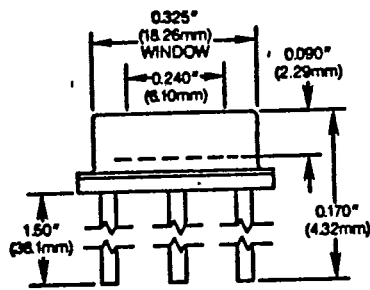 0.325"
(18.26mm)
WINDOW
0.240"
(6.10mm)
0.090"
(2.29mm)
1.50"
(38.1mm)
0.170"
(4.32mm)